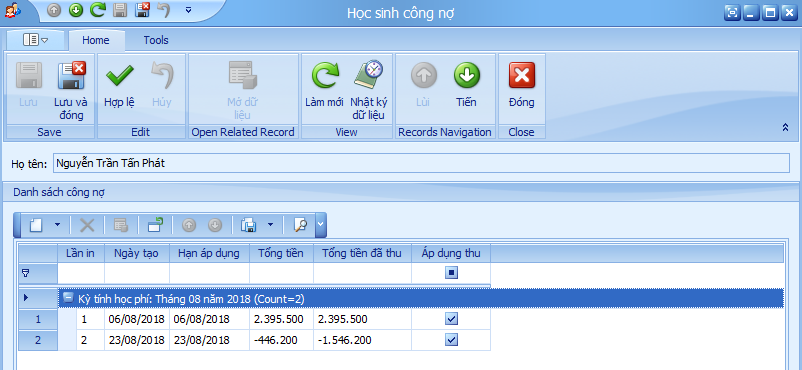 Học sinh công nợ
Home Tools
Lưu Lưu và đóng Hợp lệ Hủy Mở dữ liệu Làm mới Nhật ký dữ liệu Lùi Tiến Đóng
Save Edit Open Related Record View Records Navigation Close
Họ tên: Nguyễn Trần Tấn Phát
Danh sách công nợ
Lần in Ngày tạo Hạn áp dụng Tổng tiền Tổng tiền đã thu Áp dụng thu
Kỳ tính học phí: Tháng 08 năm 2018 (Count=2)
1 1 06/08/2018 06/08/2018 2.395.500 2.395.500
2 2 23/08/2018 23/08/2018 -446.200 -1.546.200